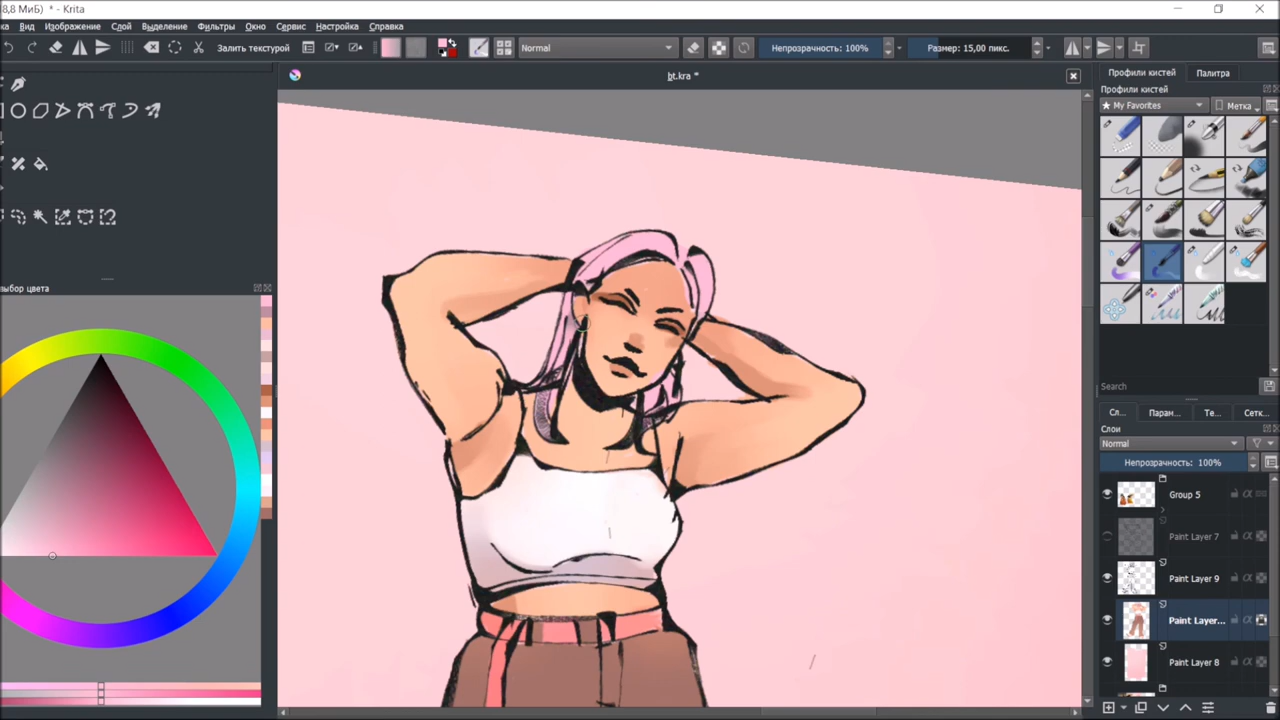 8,8 МиБ) * - Krita
ка Вид Изображение Слой Выделение Фильтры Окно Сервис Настройка Справка
Залить текстурой Normal Непрозрачность: 100% Размер: 15,00 пикс.
bt.kra *
Профили кистей Палитра
Профили кистей
★ My Favorites Метка
выбор цвета
Search
Сл... Парам... Те... Сетк...
Слои
Normal
Непрозрачность: 100%
Group 5
Paint Layer 7
Paint Layer 9
Paint Layer...
Paint Layer 8